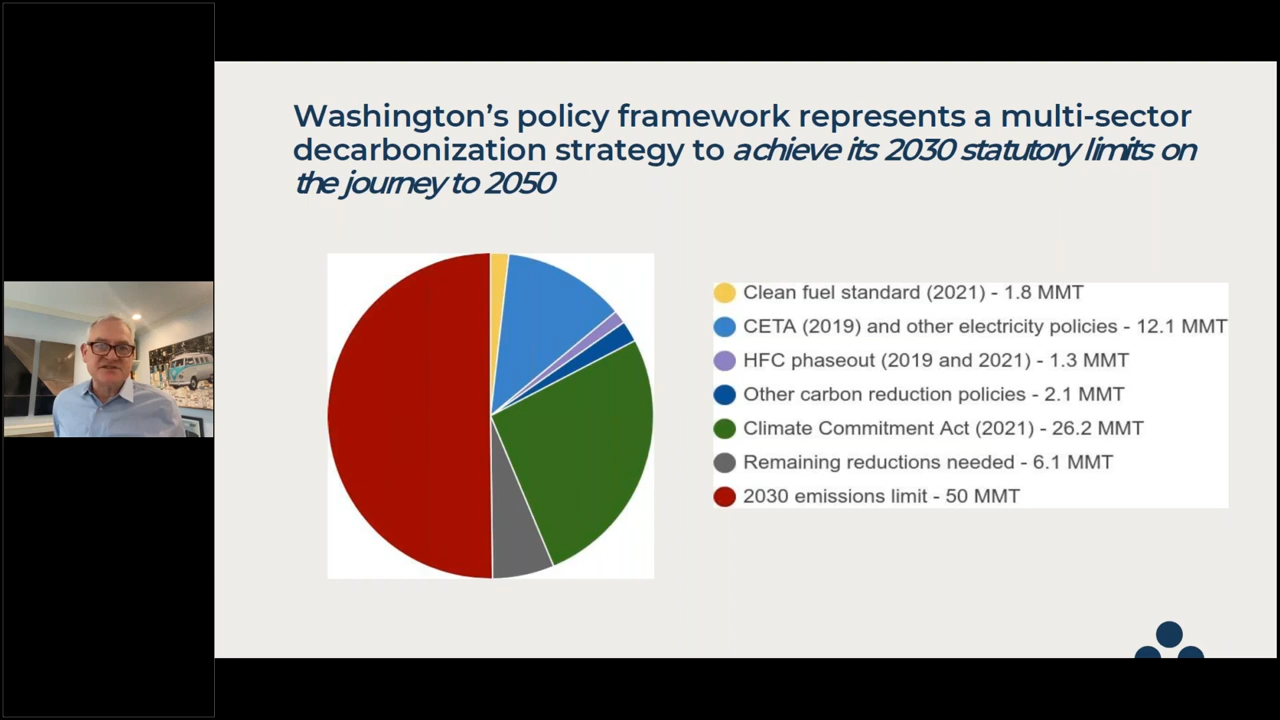 Washington's policy framework represents a multi-sector
decarbonization strategy to achieve its 2030 statutory limits on
the journey to 2050
Clean fuel standard (2021) - 1.8 MMT
CETA (2019) and other electricity policies - 12.1 MMT
HFC phaseout (2019 and 2021) - 1.3 MMT
Other carbon reduction policies - 2.1 MMT
Climate Commitment Act (2021) - 26.2 MMT
Remaining reductions needed - 6.1 MMT
2030 emissions limit - 50 MMT